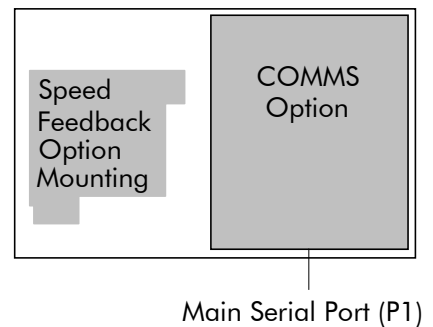 Speed
Feedback
Option
Mounting
COMMS
Option
Main Serial Port (P1)